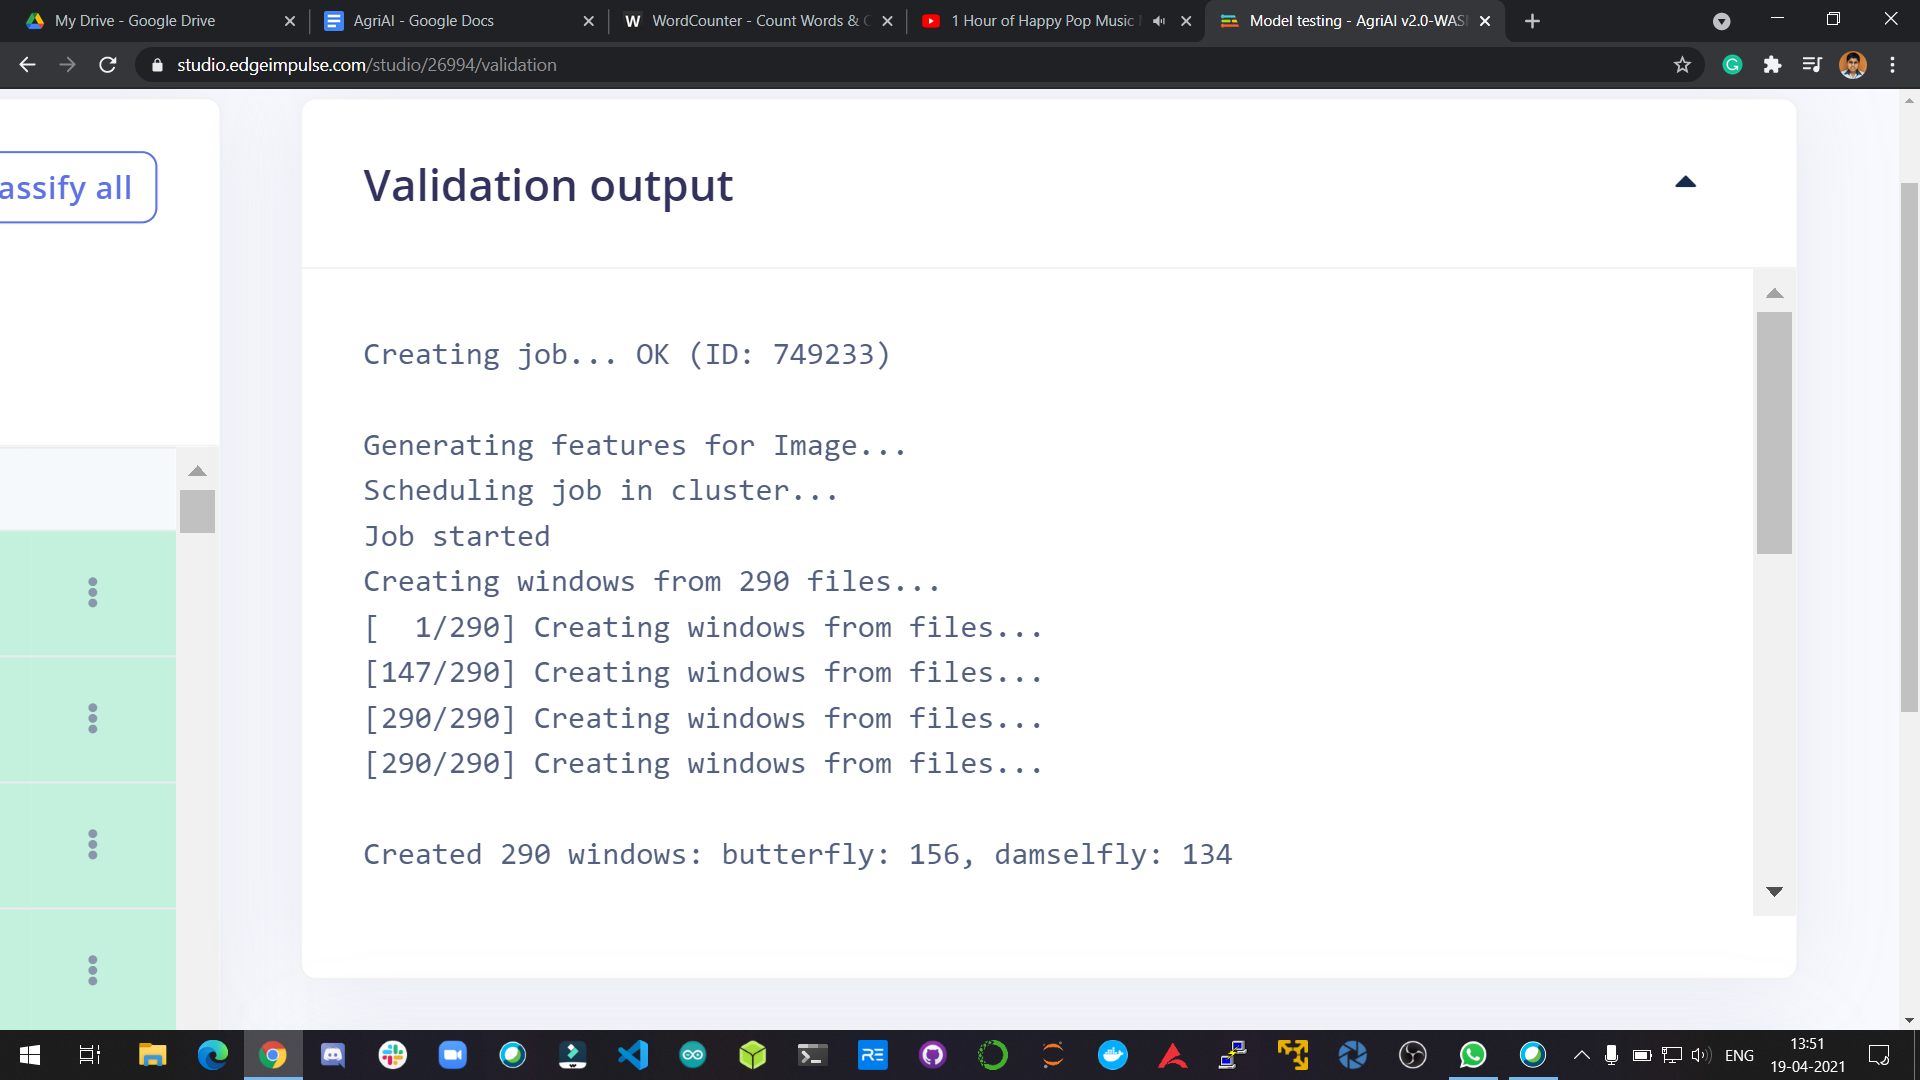 My Drive - Google Drive
AgriAI - Google Docs
WordCounter - Count Words &
1 Hour of Happy Pop Music
Model testing - AgriAI v2.0-WAS
studio.edgeimpulse.com/studio/26994/validation
assify all
Validation output
Creating job... OK (ID: 749233)
Generating features for Image...
Scheduling job in cluster...
Job started
Creating windows from 290 files...
[  1/290] Creating windows from files...
[147/290] Creating windows from files...
[290/290] Creating windows from files...
[290/290] Creating windows from files...
Created 290 windows: butterfly: 156, damselfly: 134
RE
ENG
13:51
19-04-2021